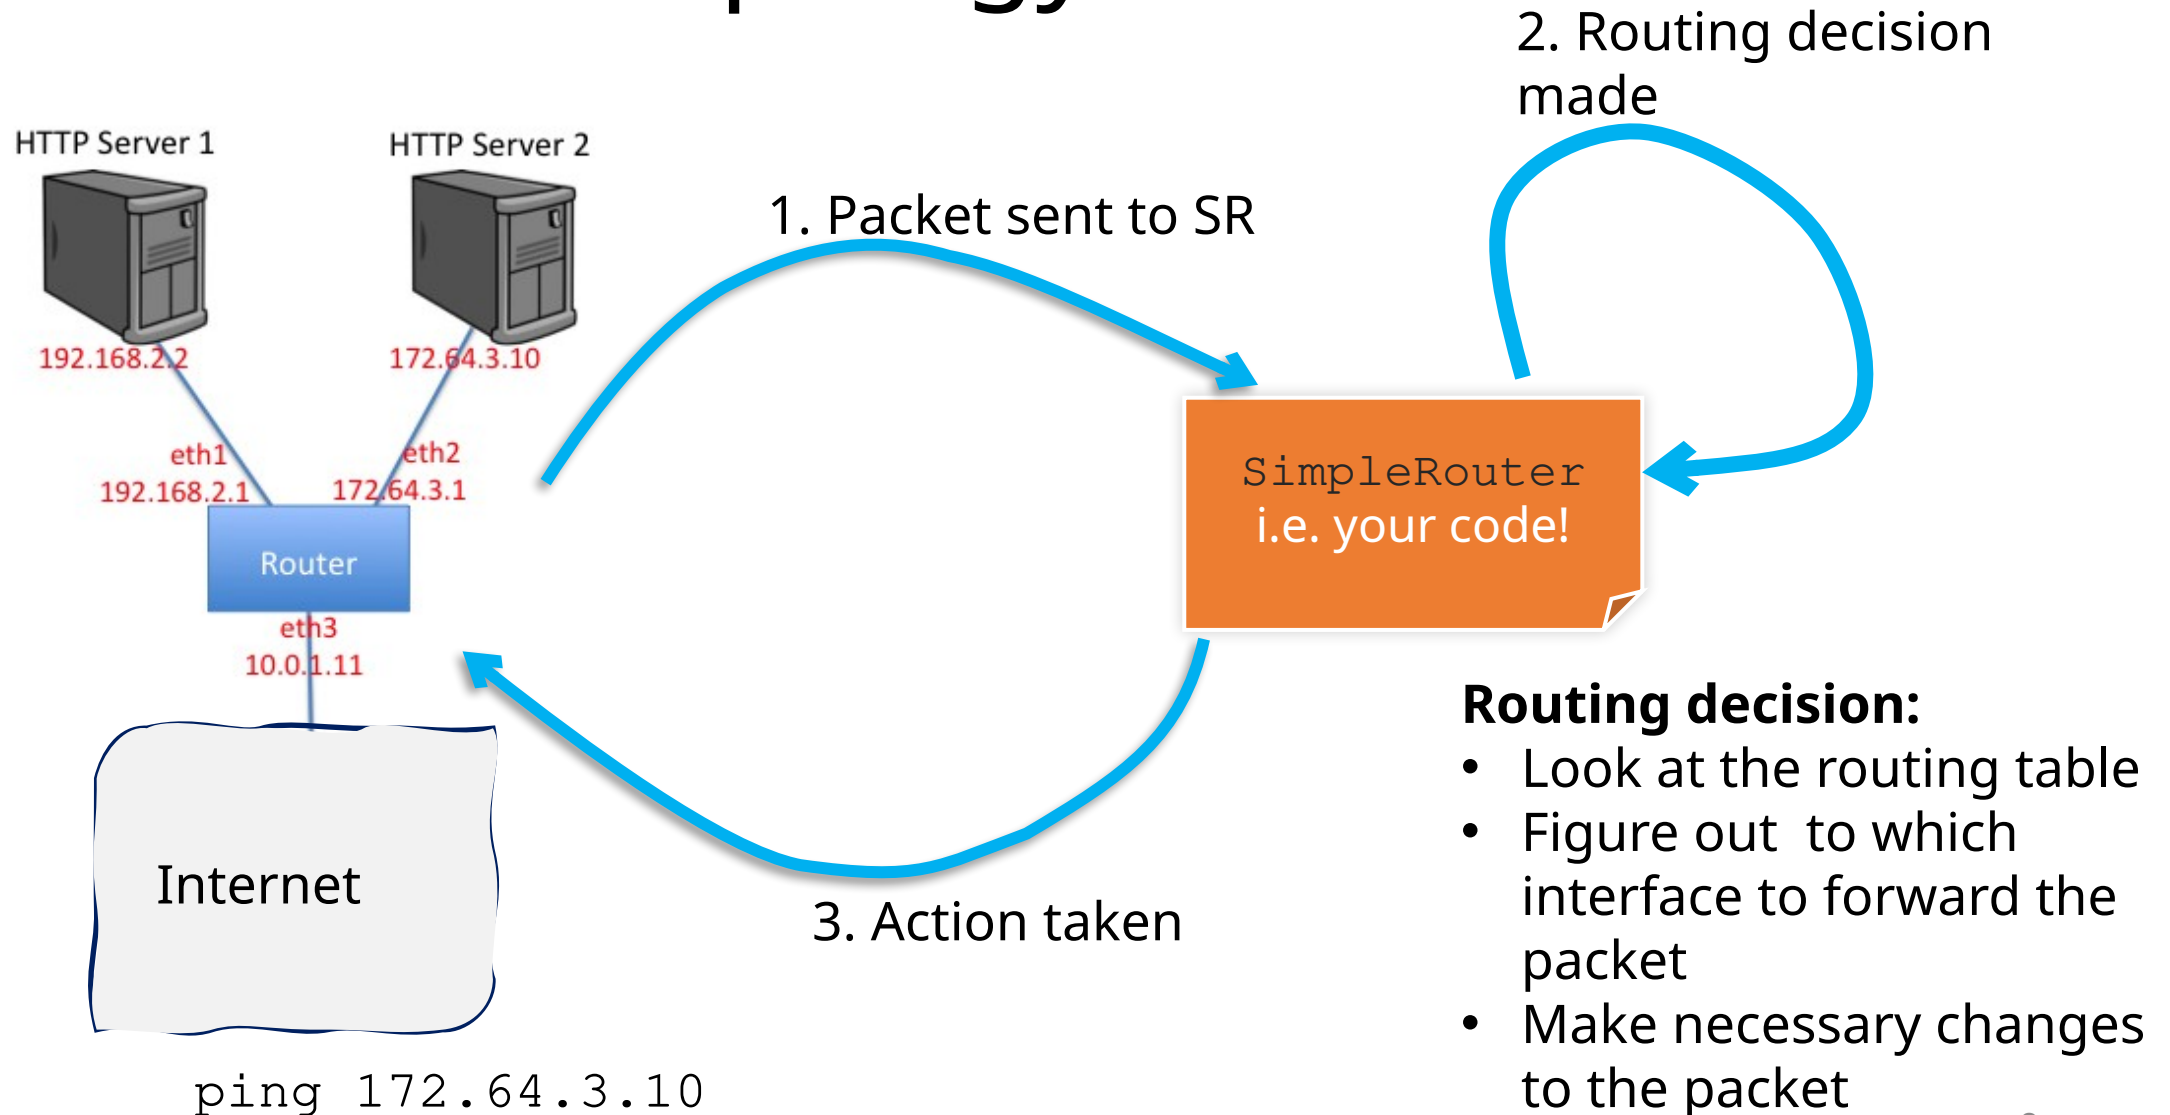 2. Routing decision
made
HTTP Server 1
HTTP Server 2
1. Packet sent to SR
192.168.2.2
172.64.3.10
eth1
192.168.2.1
eth2
172.64.3.1
SimpleRouter
i.e. your code!
Router
eth3
10.0.1.11
Internet
3. Action taken
Routing decision:
• Look at the routing table
• Figure out  to which
interface to forward the
packet
• Make necessary changes
to the packet
ping 172.64.3.10